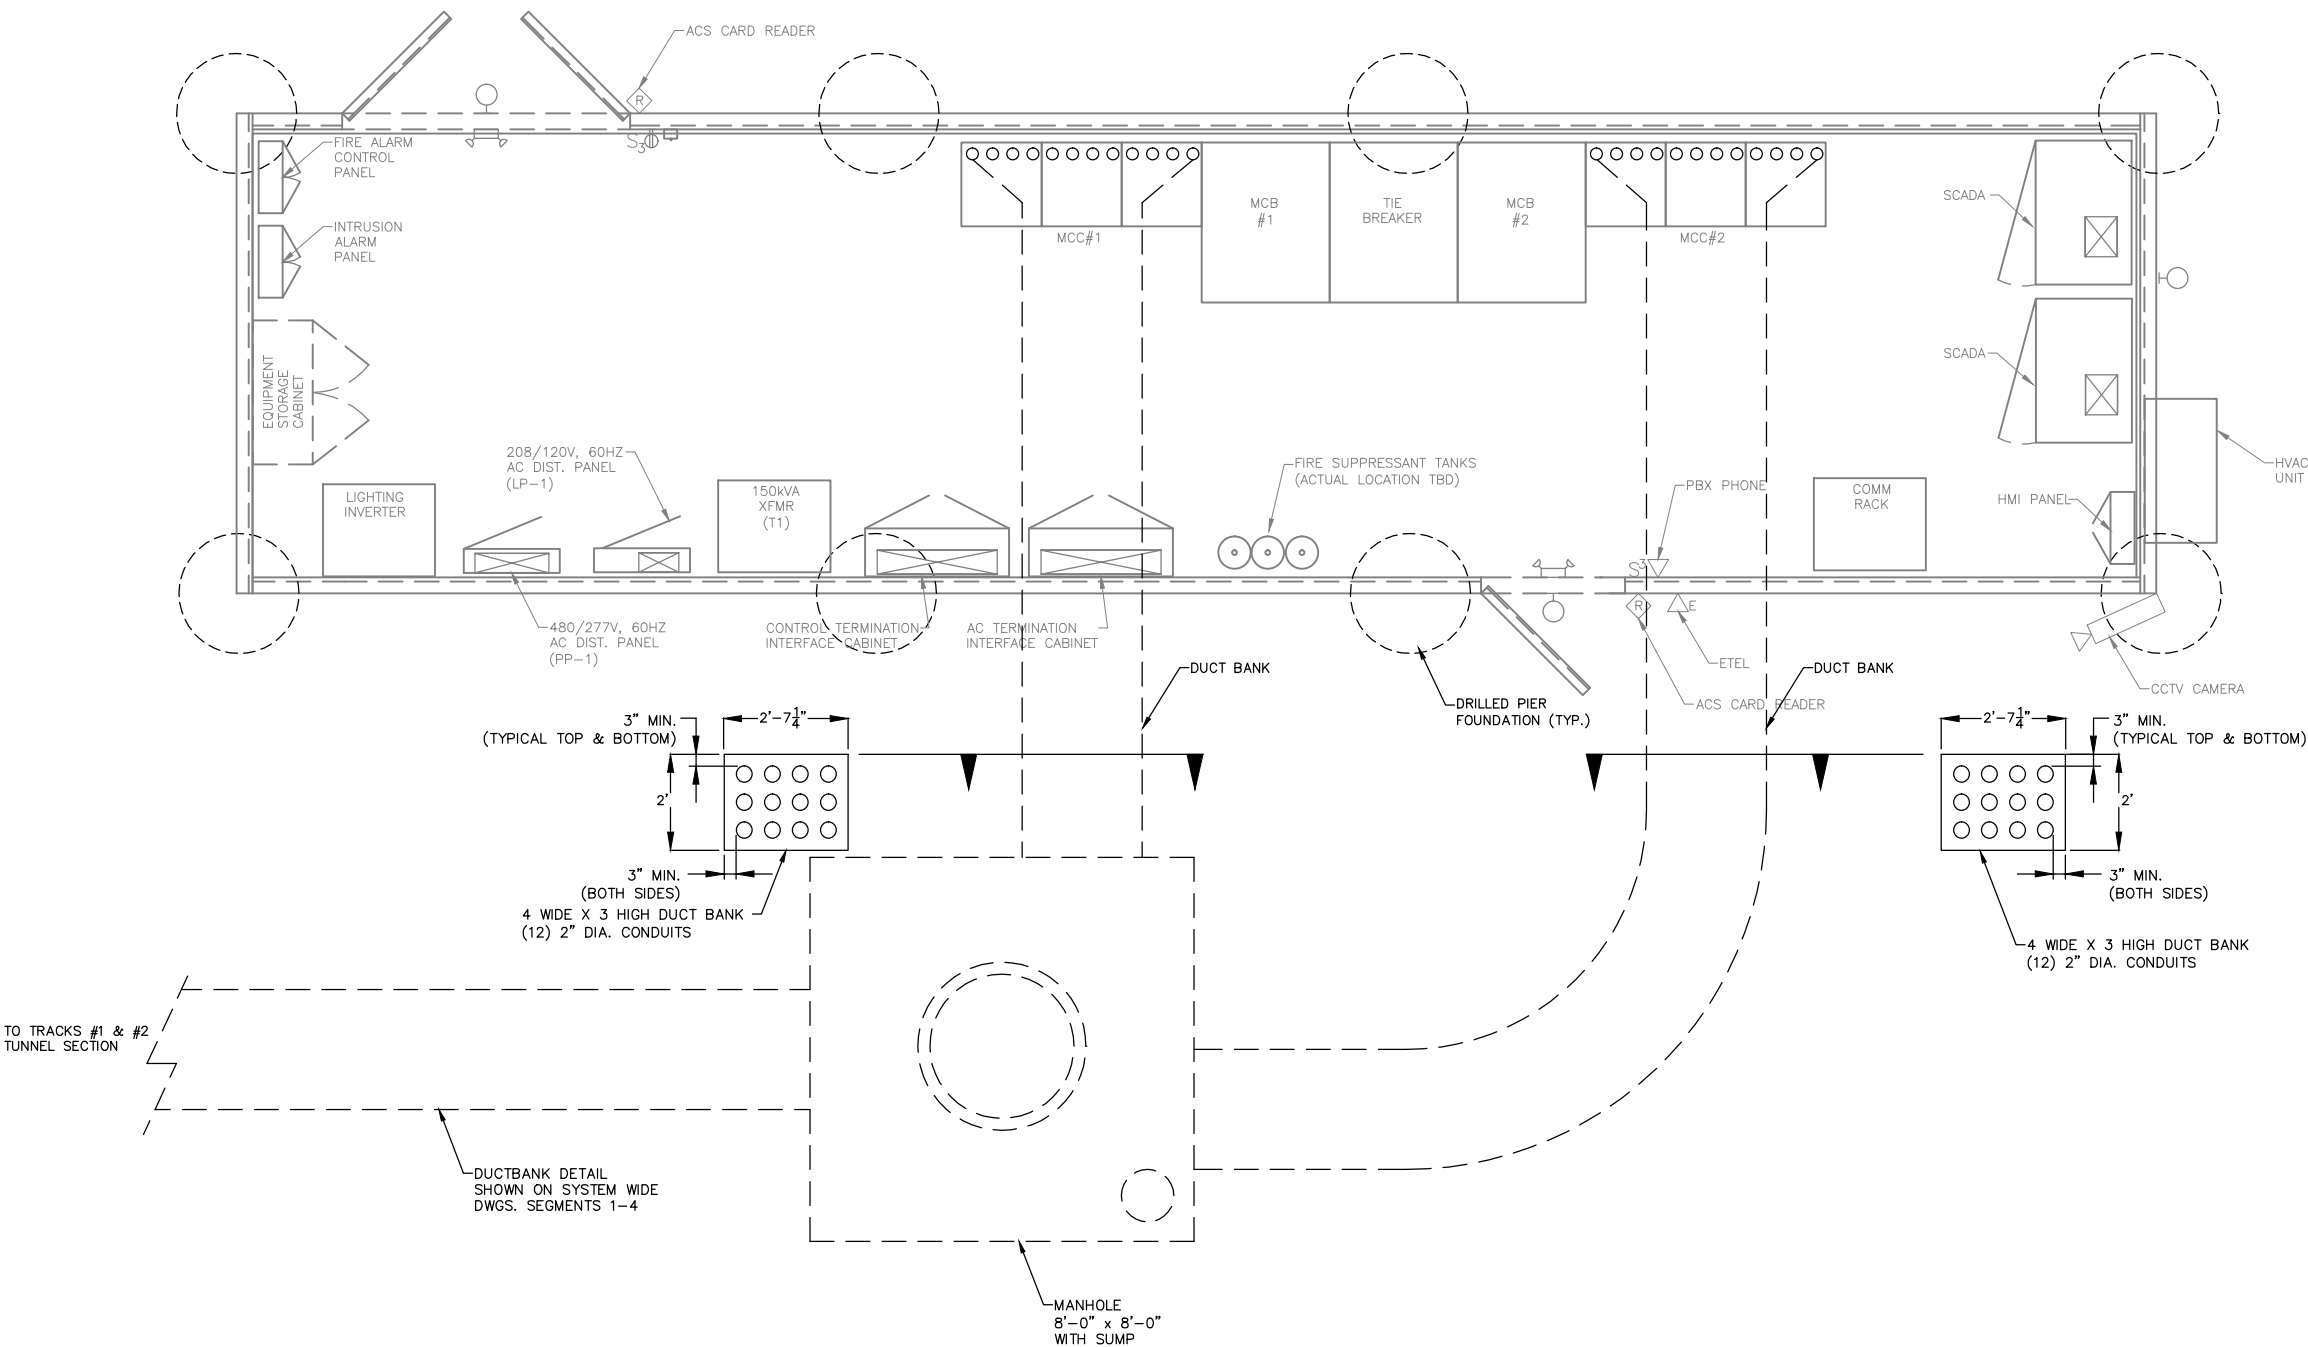 ACS CARD READER
R
S3
FIRE ALARM
CONTROL
PANEL
INTRUSION
ALARM
PANEL
EQUIPMENT
STORAGE
CABINET
MCC#1
MCB
#1
TIE
BREAKER
MCB
#2
MCC#2
SCADA
SCADA
HVAC
UNIT
HMI PANEL
LIGHTING
INVERTER
208/120V, 60HZ
AC DIST. PANEL
(LP-1)
150kVA
XFMR
(T1)
FIRE SUPPRESSANT TANKS
(ACTUAL LOCATION TBD)
PBX PHONE
COMM
RACK
S3
R
E
480/277V, 60HZ
AC DIST. PANEL
(PP-1)
CONTROL TERMINATION
INTERFACE CABINET
AC TERMINATION
INTERFACE CABINET
DUCT BANK
DRILLED PIER
FOUNDATION (TYP.)
ETEL
ACS CARD READER
DUCT BANK
CCTV CAMERA
3" MIN.
(TYPICAL TOP & BOTTOM)
2'-7 1/4"
2'
3" MIN.
(BOTH SIDES)
4 WIDE X 3 HIGH DUCT BANK
(12) 2" DIA. CONDUITS
2'-7 1/4"
3" MIN.
(TYPICAL TOP & BOTTOM)
2'
3" MIN.
(BOTH SIDES)
4 WIDE X 3 HIGH DUCT BANK
(12) 2" DIA. CONDUITS
TO TRACKS #1 & #2
TUNNEL SECTION
DUCTBANK DETAIL
SHOWN ON SYSTEM WIDE
DWGS. SEGMENTS 1-4
MANHOLE
8'-0" x 8'-0"
WITH SUMP